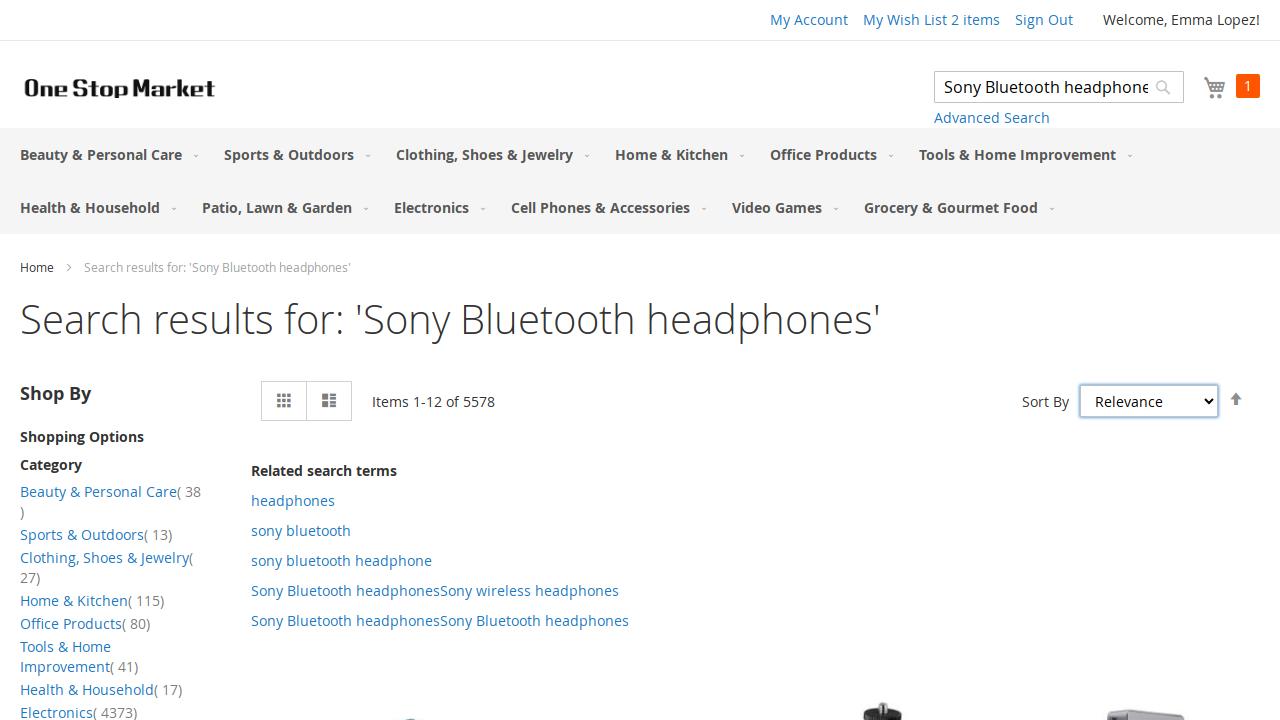 My Account My Wish List 2 items Sign Out Welcome, Emma Lopez!
One Stop Market
Sony Bluetooth headphone
1
Advanced Search
Beauty & Personal Care Sports & Outdoors Clothing, Shoes & Jewelry Home & Kitchen Office Products Tools & Home Improvement
Health & Household Patio, Lawn & Garden Electronics Cell Phones & Accessories Video Games Grocery & Gourmet Food
Home Search results for: 'Sony Bluetooth headphones'
Search results for: 'Sony Bluetooth headphones'
Shop By
Items 1-12 of 5578
Sort By Relevance
Shopping Options
Category
Beauty & Personal Care( 38
)
Sports & Outdoors( 13)
Clothing, Shoes & Jewelry(
27)
Home & Kitchen( 115)
Office Products( 80)
Tools & Home
Improvement( 41)
Health & Household( 17)
Electronics( 4373)
Related search terms
headphones
sony bluetooth
sony bluetooth headphone
Sony Bluetooth headphonesSony wireless headphones
Sony Bluetooth headphonesSony Bluetooth headphones